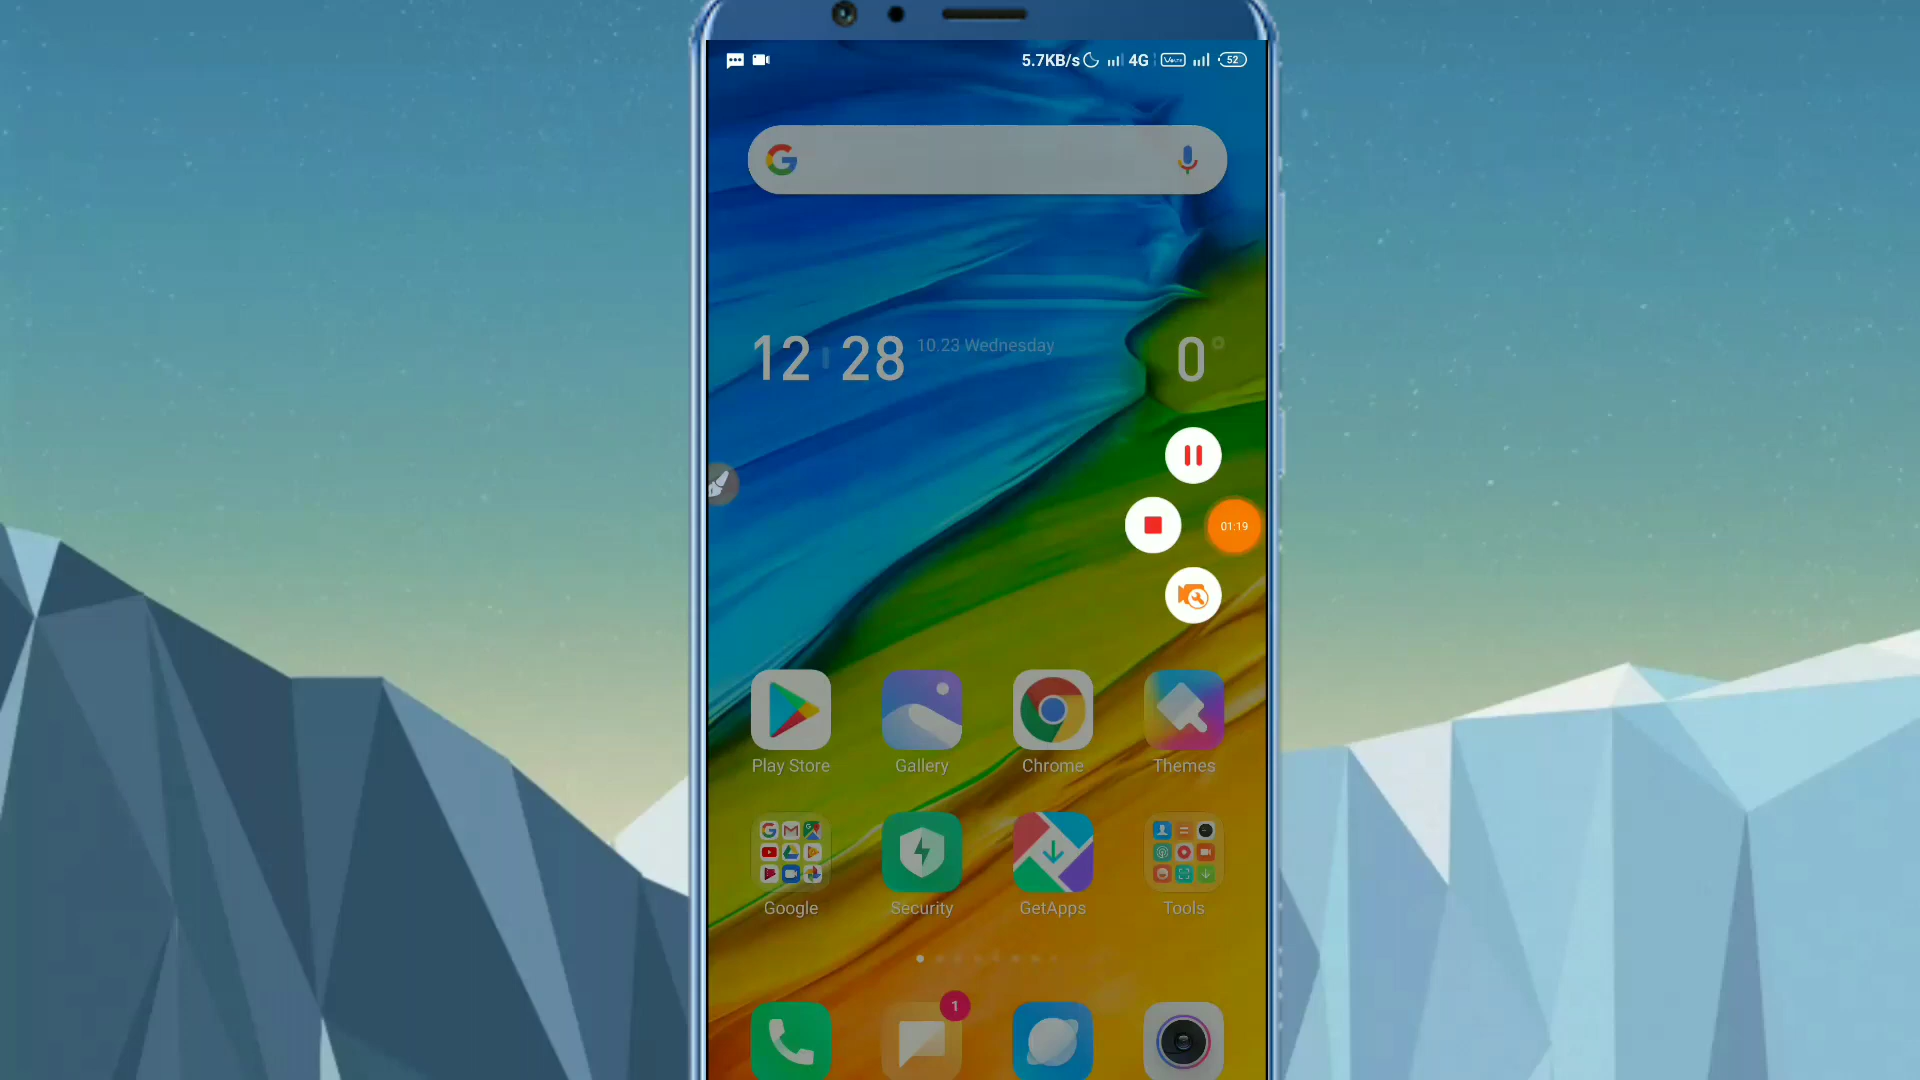 5.7KB/s 4G 52
12 28 10.23 Wednesday 0°
01:19
Play Store Gallery Chrome Themes
Google Security GetApps Tools
1